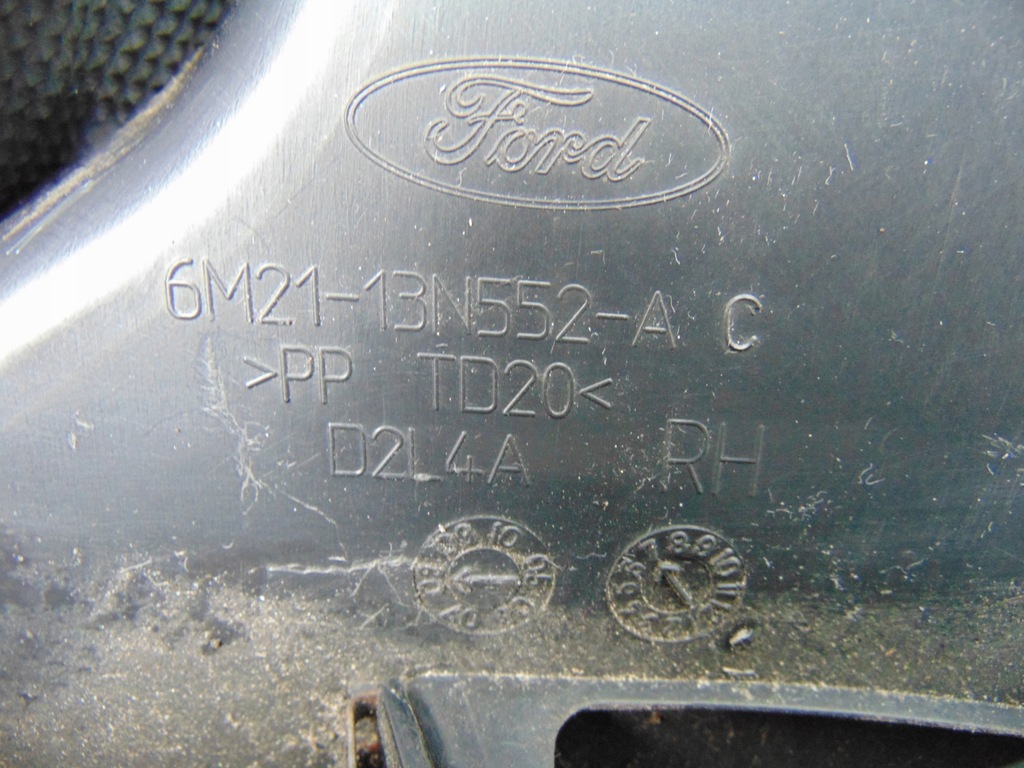 Ford
6M21-13N552-A C
>PP TD20<
D2L4A RH